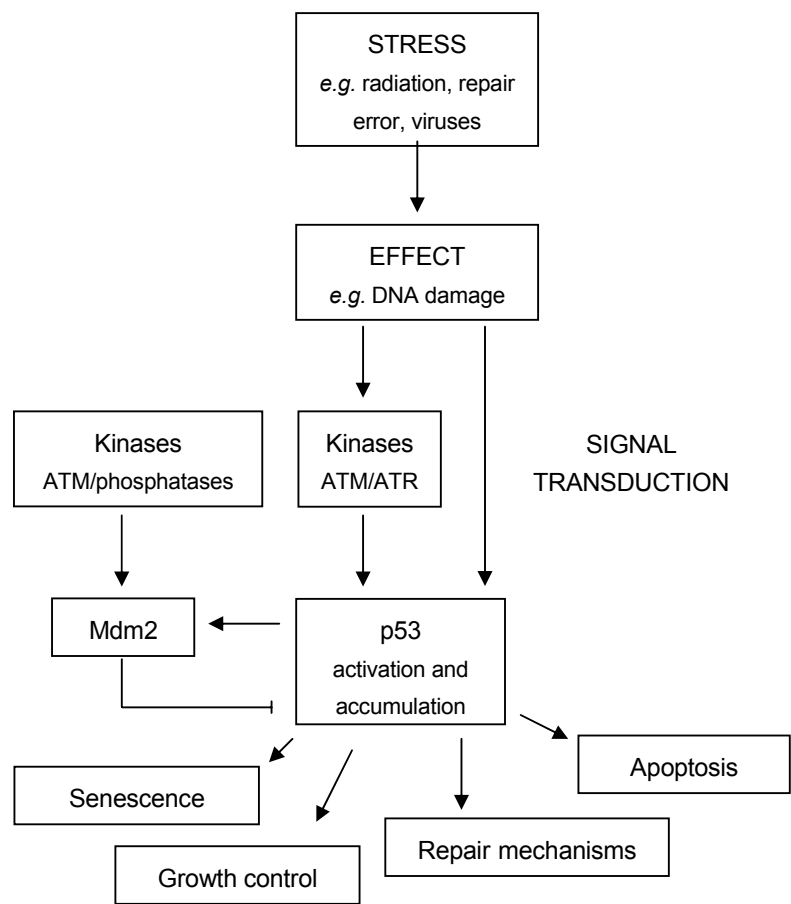 STRESS
e.g. radiation, repair
error, viruses
EFFECT
e.g. DNA damage
Kinases
ATM/phosphatases
Kinases
ATM/ATR
SIGNAL
TRANSDUCTION
Mdm2
p53
activation and
accumulation
Apoptosis
Senescence
Repair mechanisms
Growth control